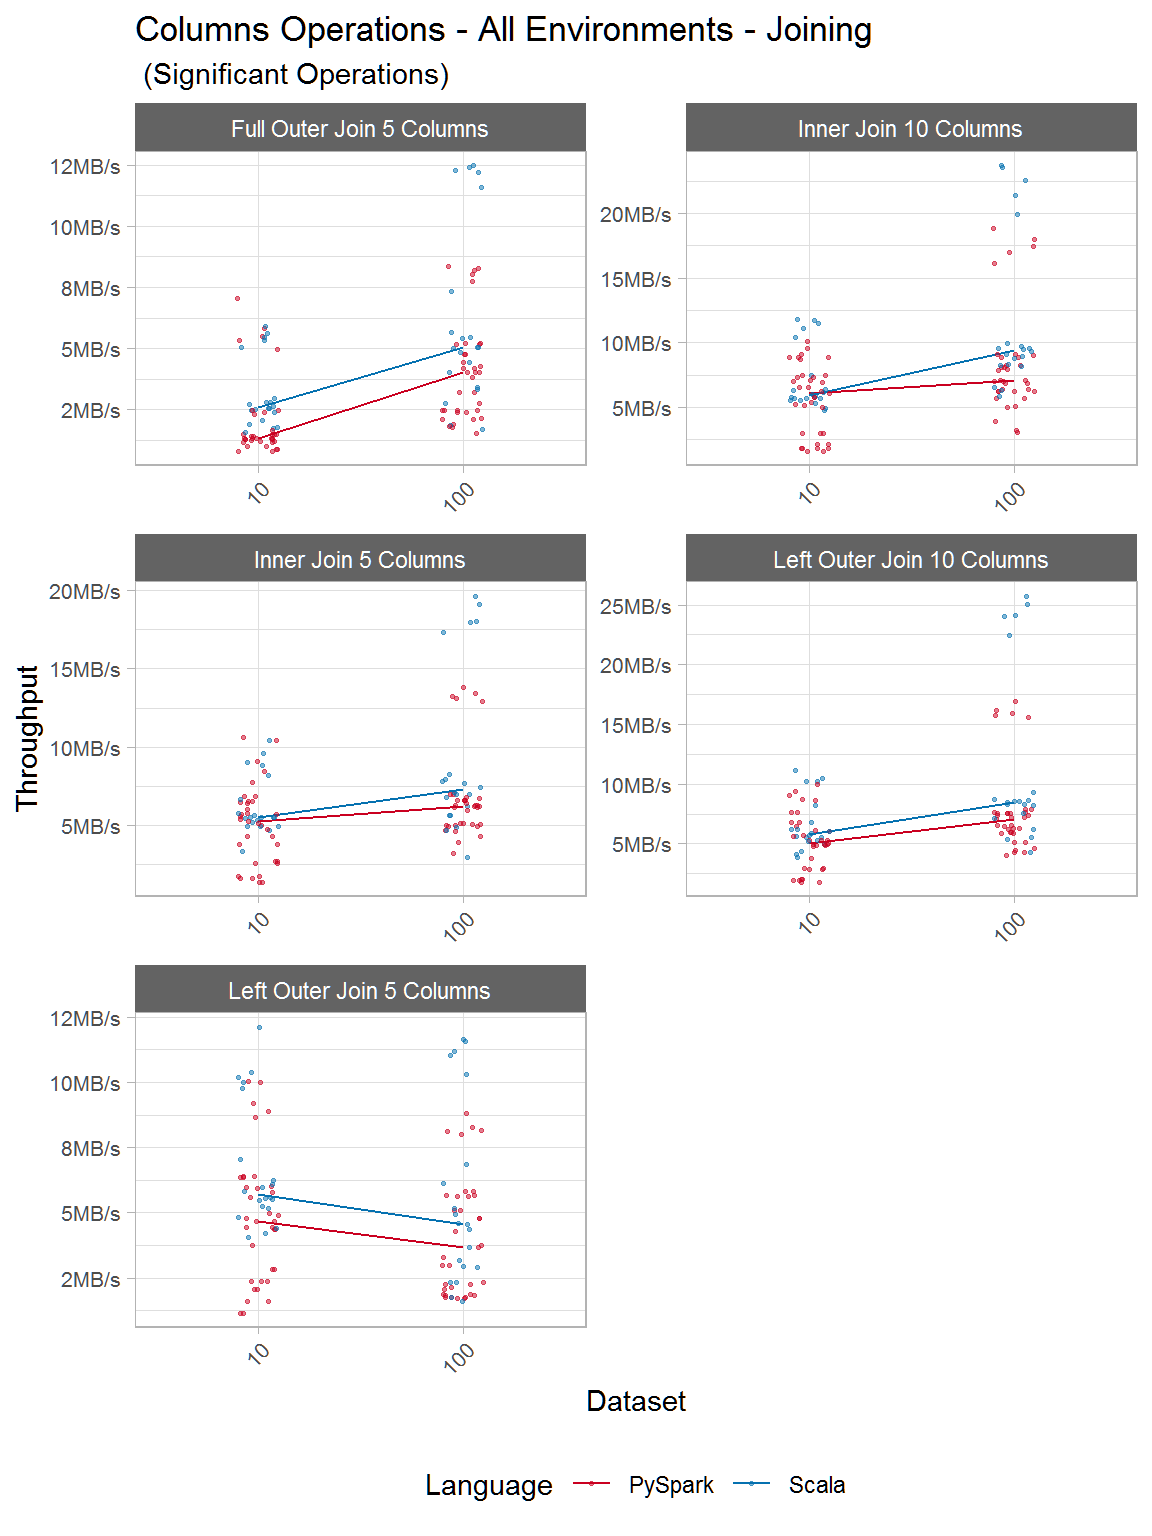 Columns Operations - All Environments - Joining
(Significant Operations)
Full Outer Join 5 Columns
12MB/s
10MB/s
8MB/s
5MB/s
2MB/s
10
100
Inner Join 10 Columns
20MB/s
15MB/s
10MB/s
5MB/s
10
100
Inner Join 5 Columns
20MB/s
15MB/s
10MB/s
5MB/s
10
100
Left Outer Join 10 Columns
25MB/s
20MB/s
15MB/s
10MB/s
5MB/s
10
100
Left Outer Join 5 Columns
12MB/s
10MB/s
8MB/s
5MB/s
2MB/s
10
100
Throughput
Dataset
Language PySpark Scala